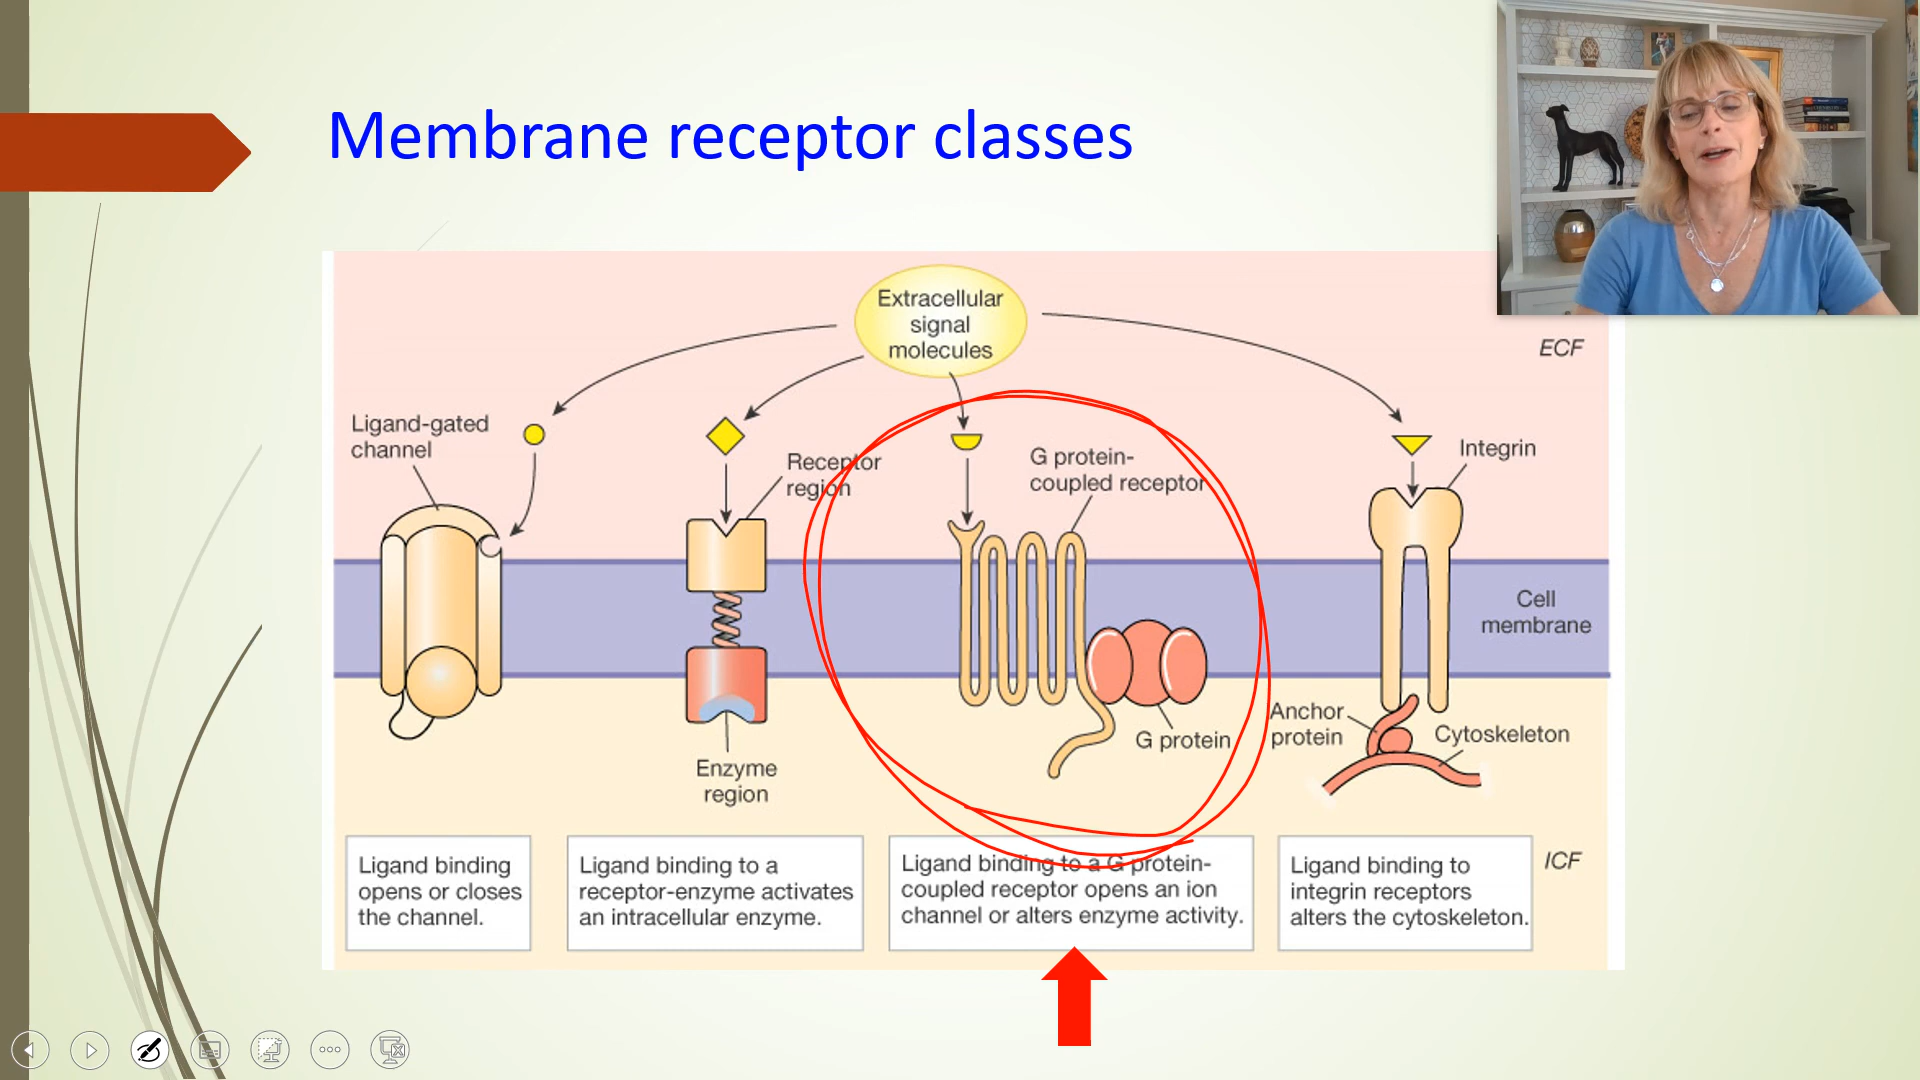 Membrane receptor classes
Extracellular
signal
molecules
ECF
Ligand-gated
channel
Receptor
region
G protein-
coupled receptor
Integrin
Cell
membrane
Anchor
protein
Cytoskeleton
G protein
Enzyme
region
Ligand binding
opens or closes
the channel.
Ligand binding to a
receptor-enzyme activates
an intracellular enzyme.
Ligand binding to a G protein-
coupled receptor opens an ion
channel or alters enzyme activity.
Ligand binding to
integrin receptors
alters the cytoskeleton.
ICF